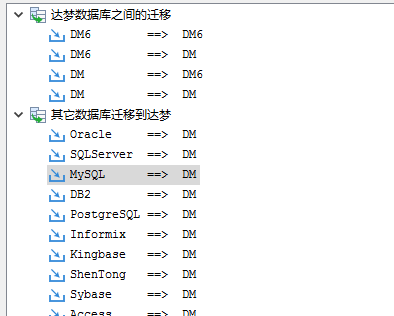 达梦数据库之间的迁移
DM6 ==> DM6
DM6 ==> DM
DM ==> DM6
DM ==> DM
其它数据库迁移到达梦
Oracle ==> DM
SQLServer ==> DM
MySQL ==> DM
DB2 ==> DM
PostgreSQL ==> DM
Informix ==> DM
Kingbase ==> DM
ShenTong ==> DM
Sybase ==> DM
Access ==> DM